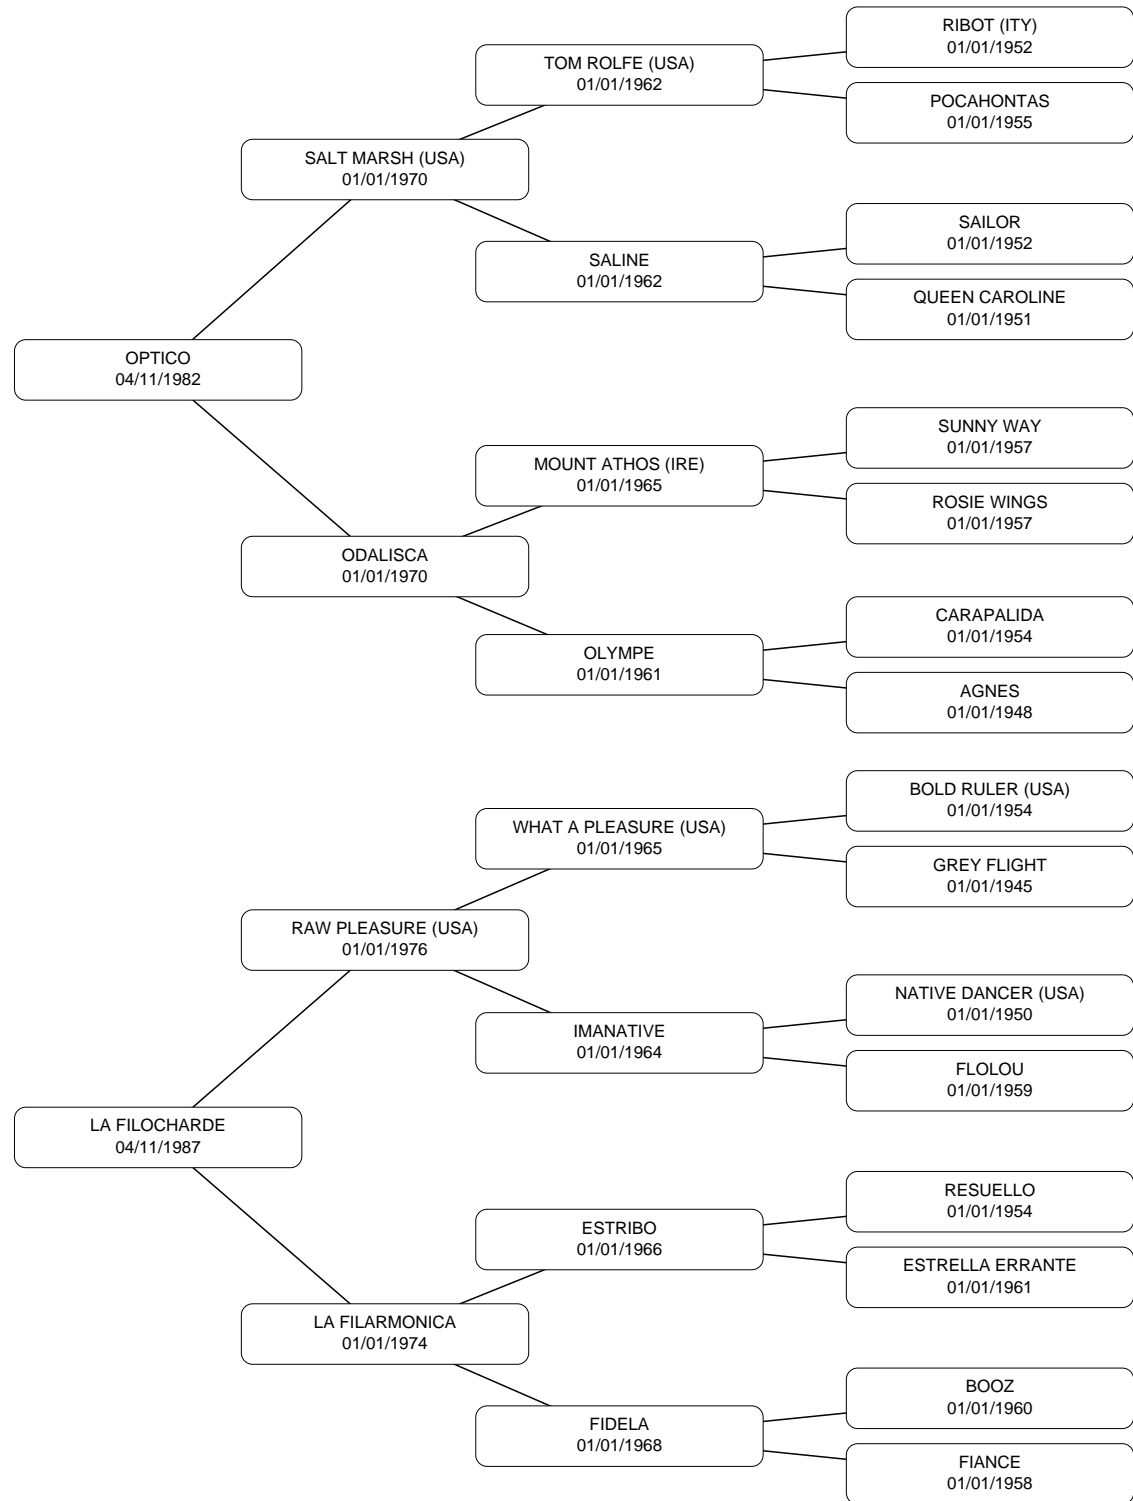 RIBOT (ITY)
01/01/1952
TOM ROLFE (USA)
01/01/1962
POCAHONTAS
01/01/1955
SALT MARSH (USA)
01/01/1970
SAILOR
01/01/1952
SALINE
01/01/1962
QUEEN CAROLINE
01/01/1951
OPTICO
04/11/1982
SUNNY WAY
01/01/1957
MOUNT ATHOS (IRE)
01/01/1965
ROSIE WINGS
01/01/1957
ODALISCA
01/01/1970
CARAPALIDA
01/01/1954
OLYMPE
01/01/1961
AGNES
01/01/1948
BOLD RULER (USA)
01/01/1954
WHAT A PLEASURE (USA)
01/01/1965
GREY FLIGHT
01/01/1945
RAW PLEASURE (USA)
01/01/1976
NATIVE DANCER (USA)
01/01/1950
IMANATIVE
01/01/1964
FLOLOU
01/01/1959
LA FILOCHARDE
04/11/1987
RESUELLO
01/01/1954
ESTRIBO
01/01/1966
ESTRELLA ERRANTE
01/01/1961
LA FILARMONICA
01/01/1974
BOOZ
01/01/1960
FIDELA
01/01/1968
FIANCE
01/01/1958